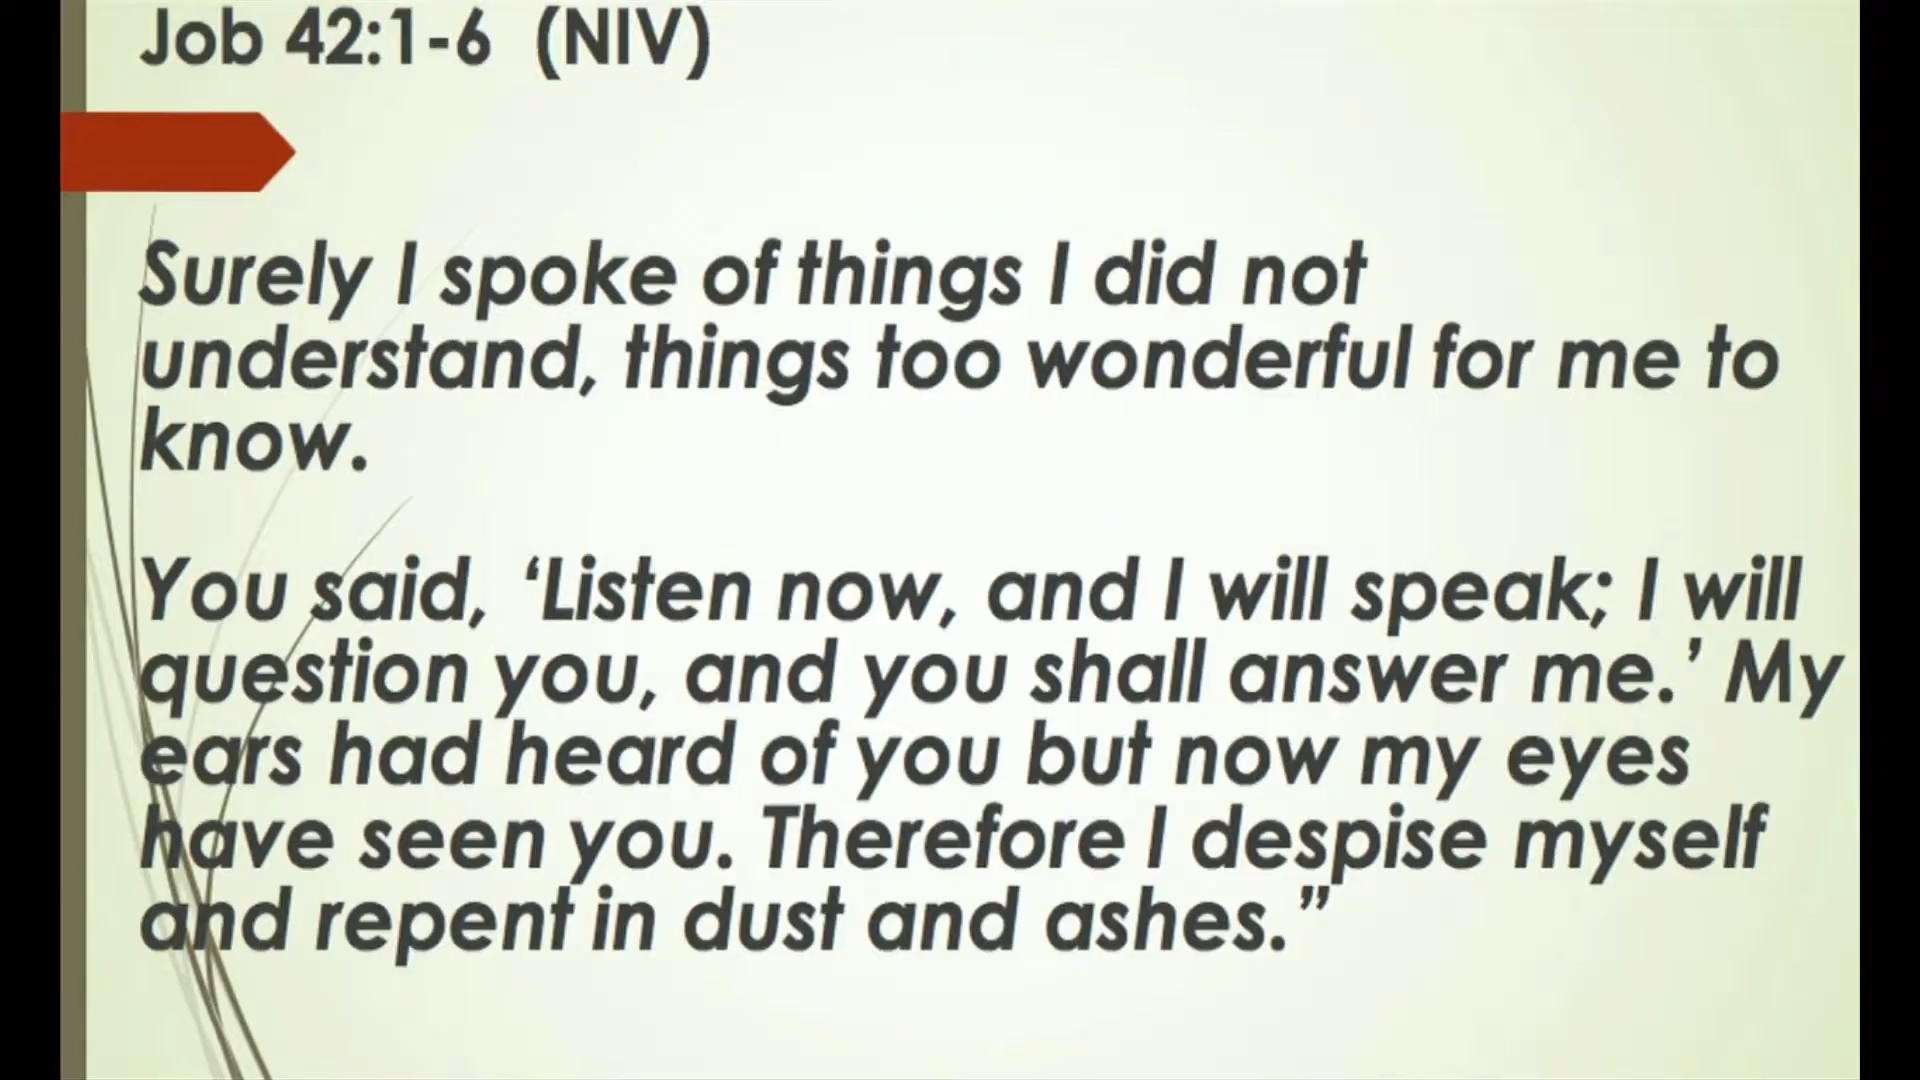 Job 42:1-6 (NIV)
Surely I spoke of things I did not
understand, things too wonderful for me to
know.
You said, ‘Listen now, and I will speak; I will
question you, and you shall answer me.’ My
ears had heard of you but now my eyes
have seen you. Therefore I despise myself
and repent in dust and ashes.”